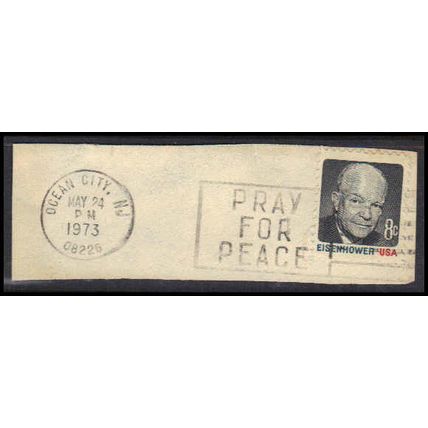 OCEAN CITY, NJ
MAY 24
PM
1973
08226
PRAY
FOR
PEACE
8c
EISENHOWER·USA